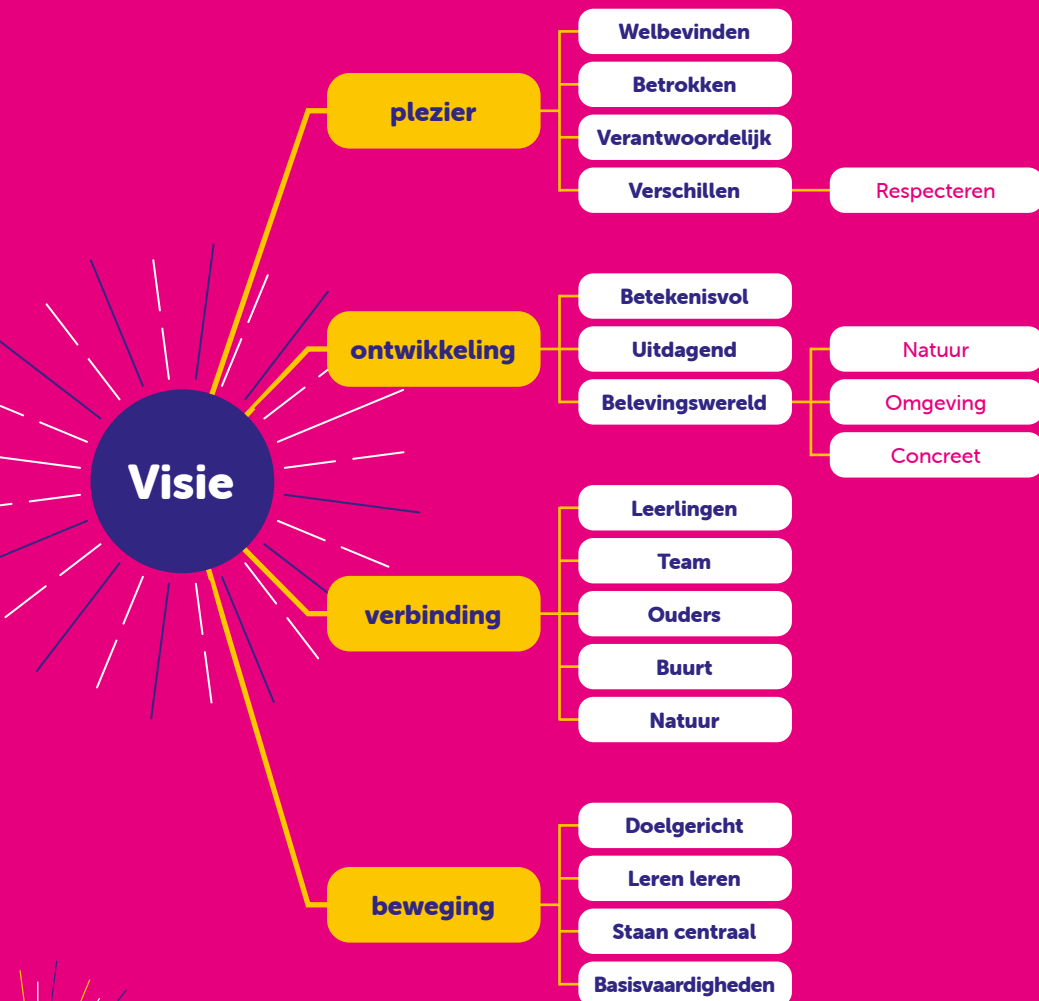 Visie
plezier
Welbevinden
Betrokken
Verantwoordelijk
Verschillen
Respecteren
ontwikkeling
Betekenisvol
Uitdagend
Belevingswereld
Natuur
Omgeving
Concreet
verbinding
Leerlingen
Team
Ouders
Buurt
Natuur
beweging
Doelgericht
Leren leren
Staan centraal
Basisvaardigheden